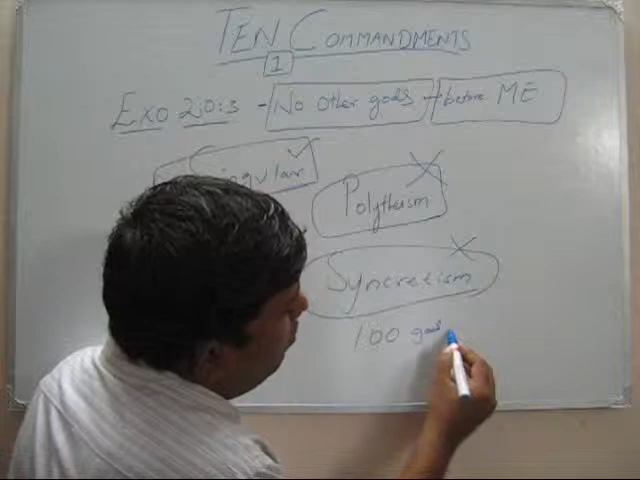 TEN COMMANDMENTS
1
Exo 20:3 - No other gods - before ME
Polytheism
Syncretism
100 gods